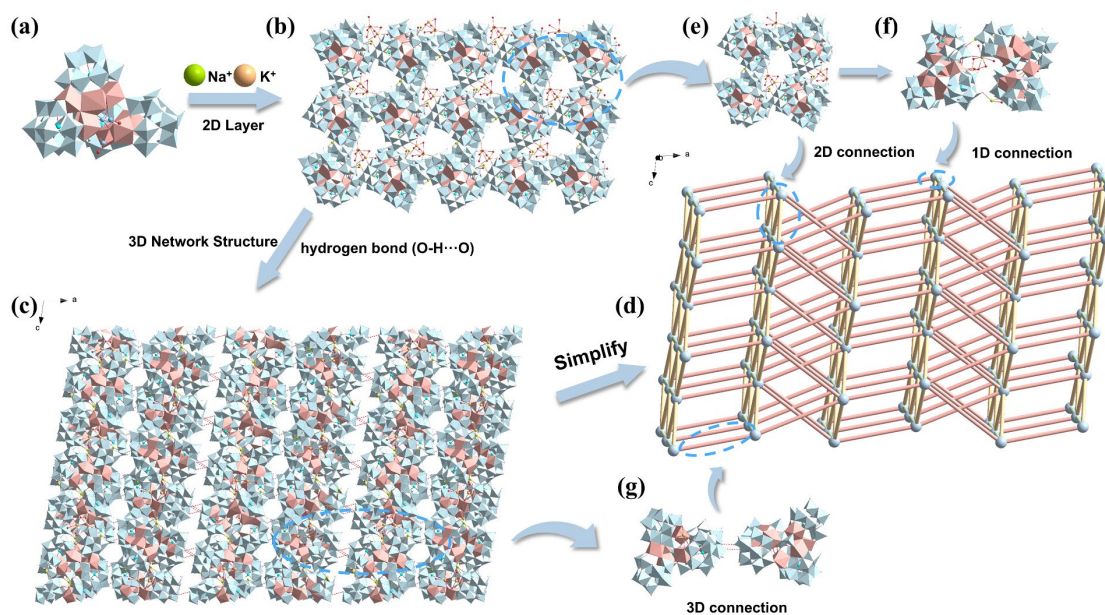 (a)
Na⁺ K⁺
2D Layer
(b)
(e)
(f)
2D connection
1D connection
a
b
c
3D Network Structure
hydrogen bond (O-H···O)
(c)
a
c
Simplify
(d)
(g)
3D connection